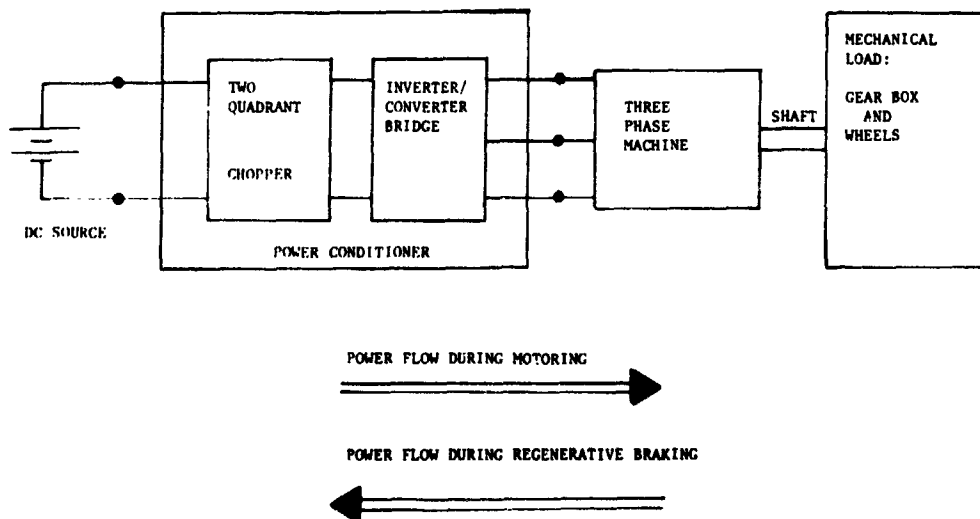 DC SOURCE
TWO
QUADRANT
CHOPPER
INVERTER/
CONVERTER
BRIDGE
POWER CONDITIONER
THREE
PHASE
MACHINE
SHAFT
MECHANICAL
LOAD:
GEAR BOX
AND
WHEELS
POWER FLOW DURING MOTORING
POWER FLOW DURING REGENERATIVE BRAKING